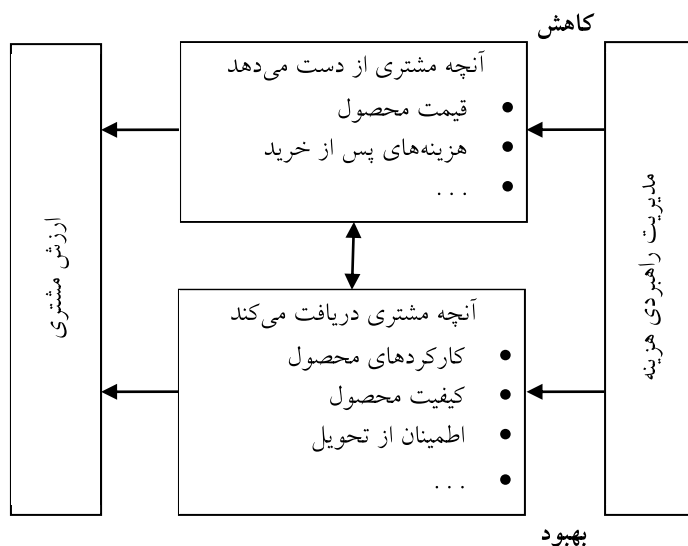 کاهش
مدیریت راهبردی هزینه
آنچه مشتری از دست می‌دهد
• قیمت محصول
• هزینه‌های پس از خرید
• . . .
آنچه مشتری دریافت می‌کند
• کارکردهای محصول
• کیفیت محصول
• اطمینان از تحویل
• . . .
ارزش مشتری
بهبود